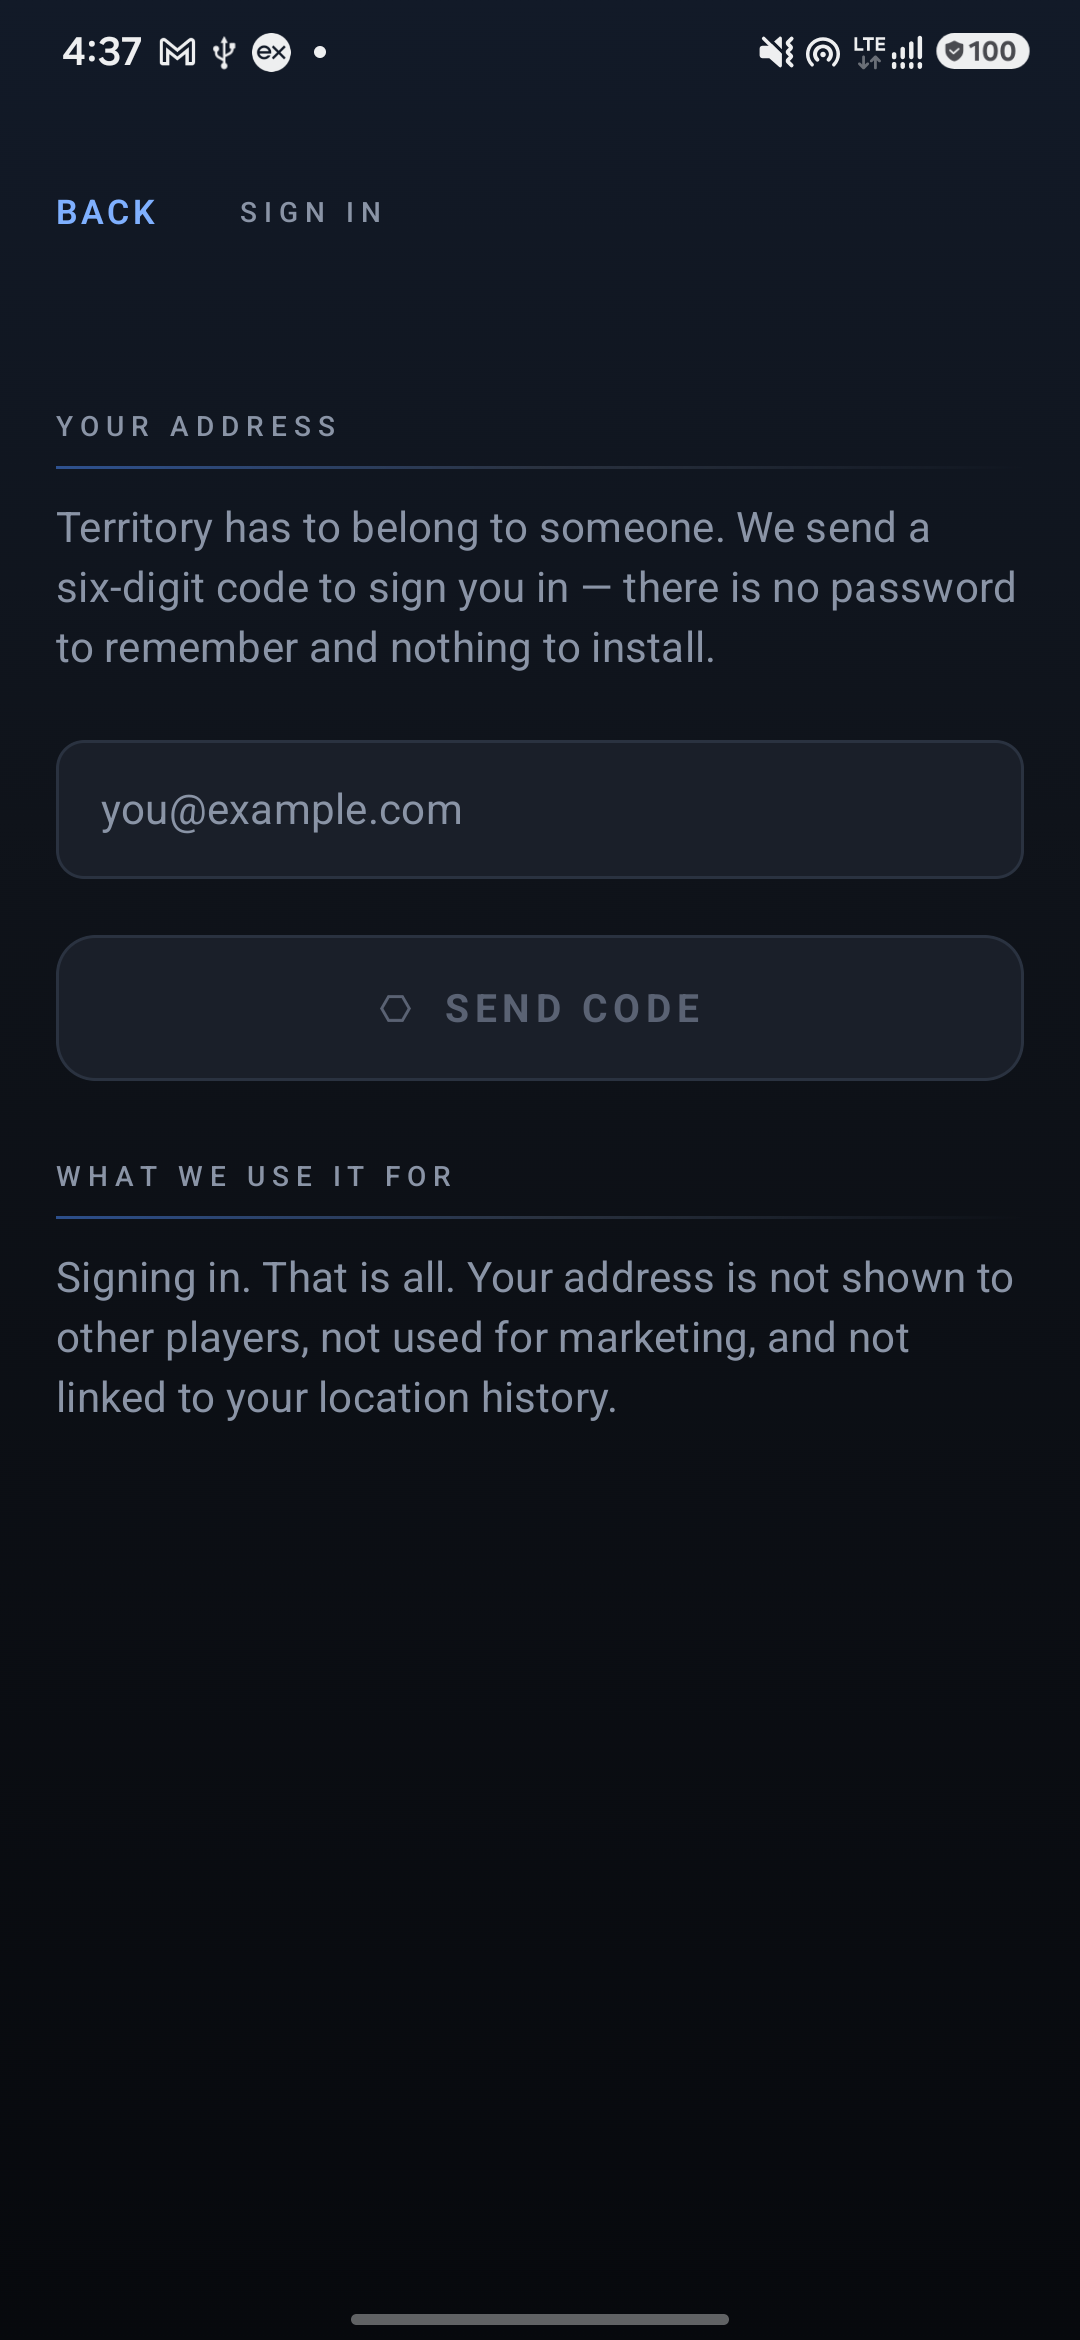 4:37
ex
LTE
100
BACK
SIGN IN
YOUR ADDRESS
Territory has to belong to someone. We send a
six-digit code to sign you in — there is no password
to remember and nothing to install.
you@example.com
SEND CODE
WHAT WE USE IT FOR
Signing in. That is all. Your address is not shown to
other players, not used for marketing, and not
linked to your location history.